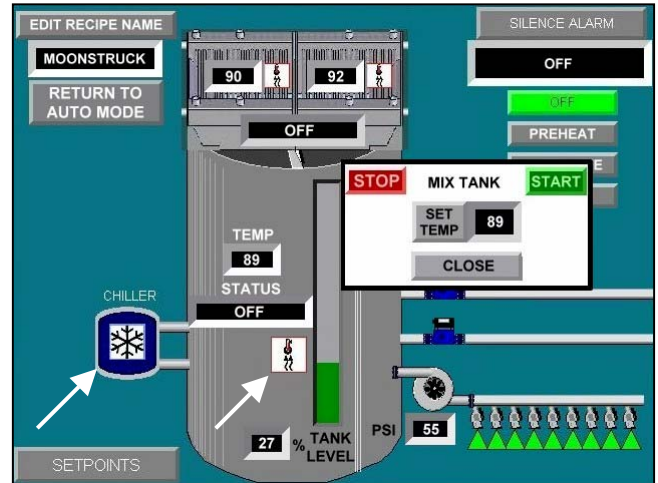 EDIT RECIPE NAME
MOONSTRUCK
RETURN TO
AUTO MODE
SILENCE ALARM
OFF
OFF
PREHEAT
E
90
92
OFF
STOP
MIX TANK
START
SET
TEMP
89
CLOSE
TEMP
89
STATUS
OFF
CHILLER
27
%
TANK
LEVEL
PSI
55
SETPOINTS